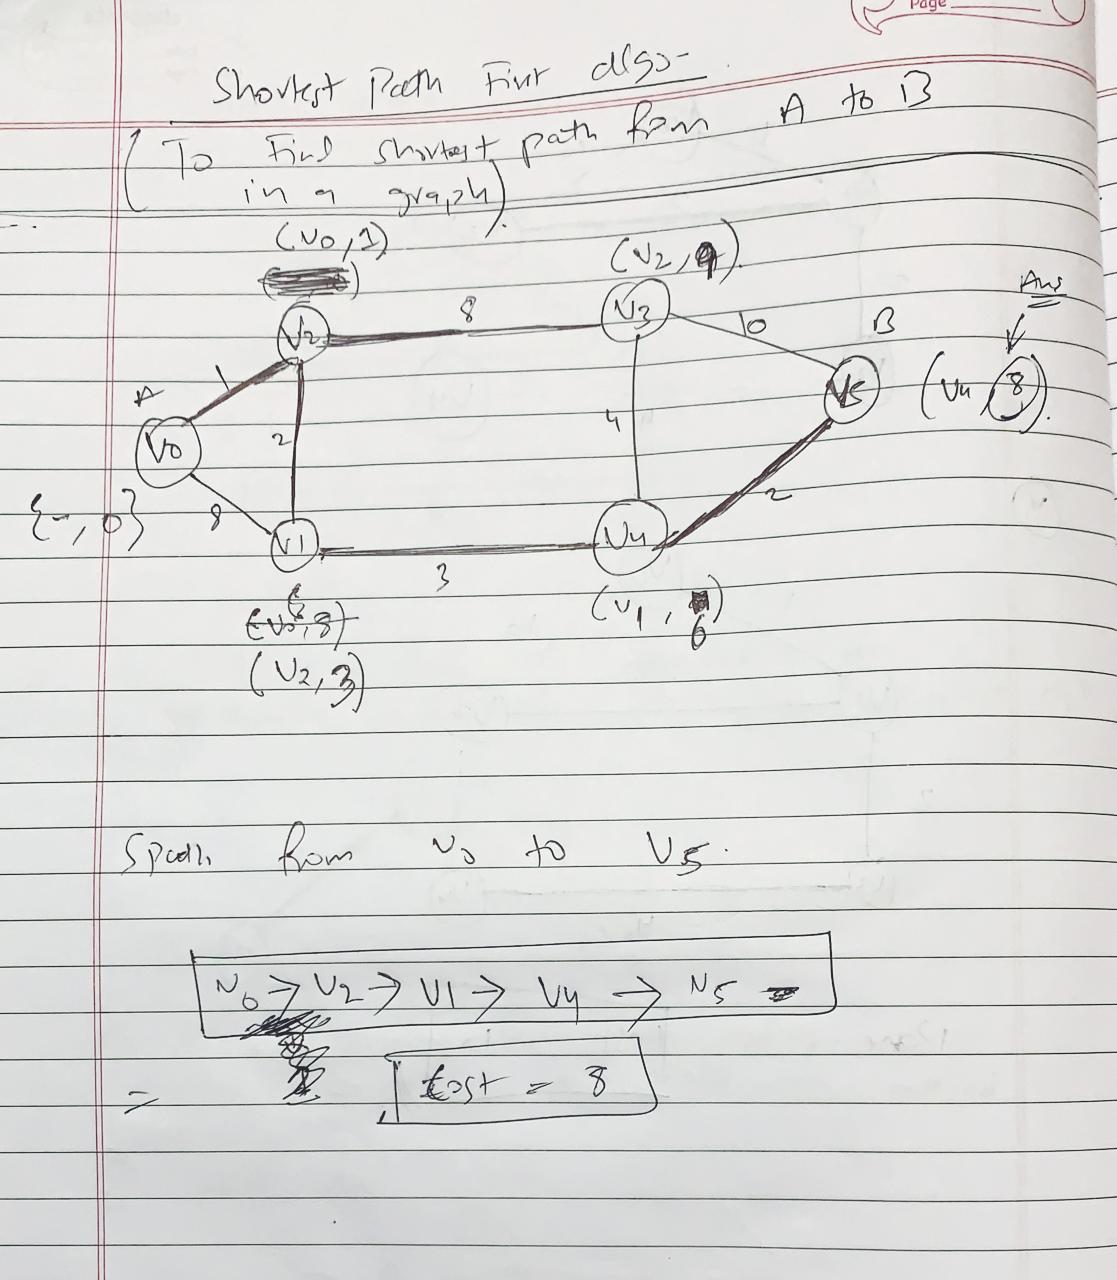 Page
Shortest Path First algo-
(To Find shortest path from A to B
in a graph).
(V0,1)
(V2,9).
Ans
V2
8
V3
10
B
A
1
V5
(V4, 8).
V0
2
4
{-, 0}
8
2
V1
3
V4
(V0,8)
(V1, 6)
(V2,3)
Spath from V0 to V5.
V0 → V2 → V1 → V4 → V5
=
Cost = 8